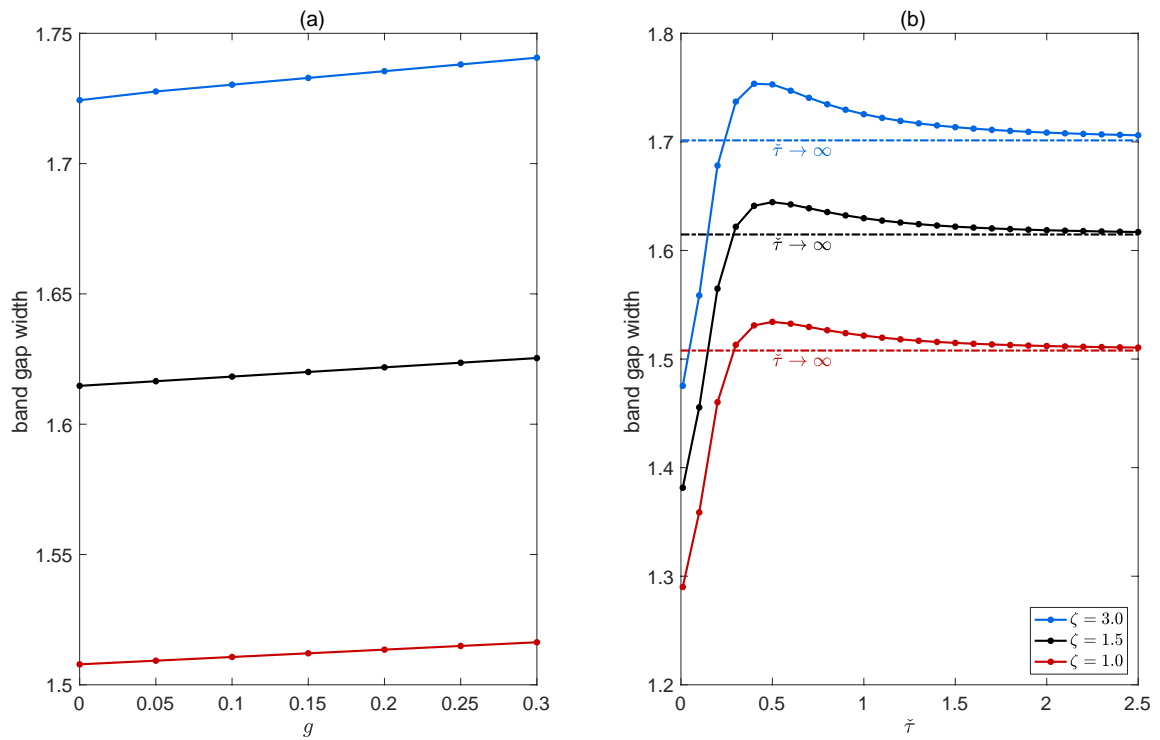 (a)
1.75
1.7
1.65
1.6
1.55
1.5
band gap width
0 0.05 0.1 0.15 0.2 0.25 0.3
g
(b)
1.8
1.7
1.6
1.5
1.4
1.3
1.2
band gap width
τ̌ → ∞
τ̌ → ∞
τ̌ → ∞
ζ = 3.0
ζ = 1.5
ζ = 1.0
0 0.5 1 1.5 2 2.5
τ̌